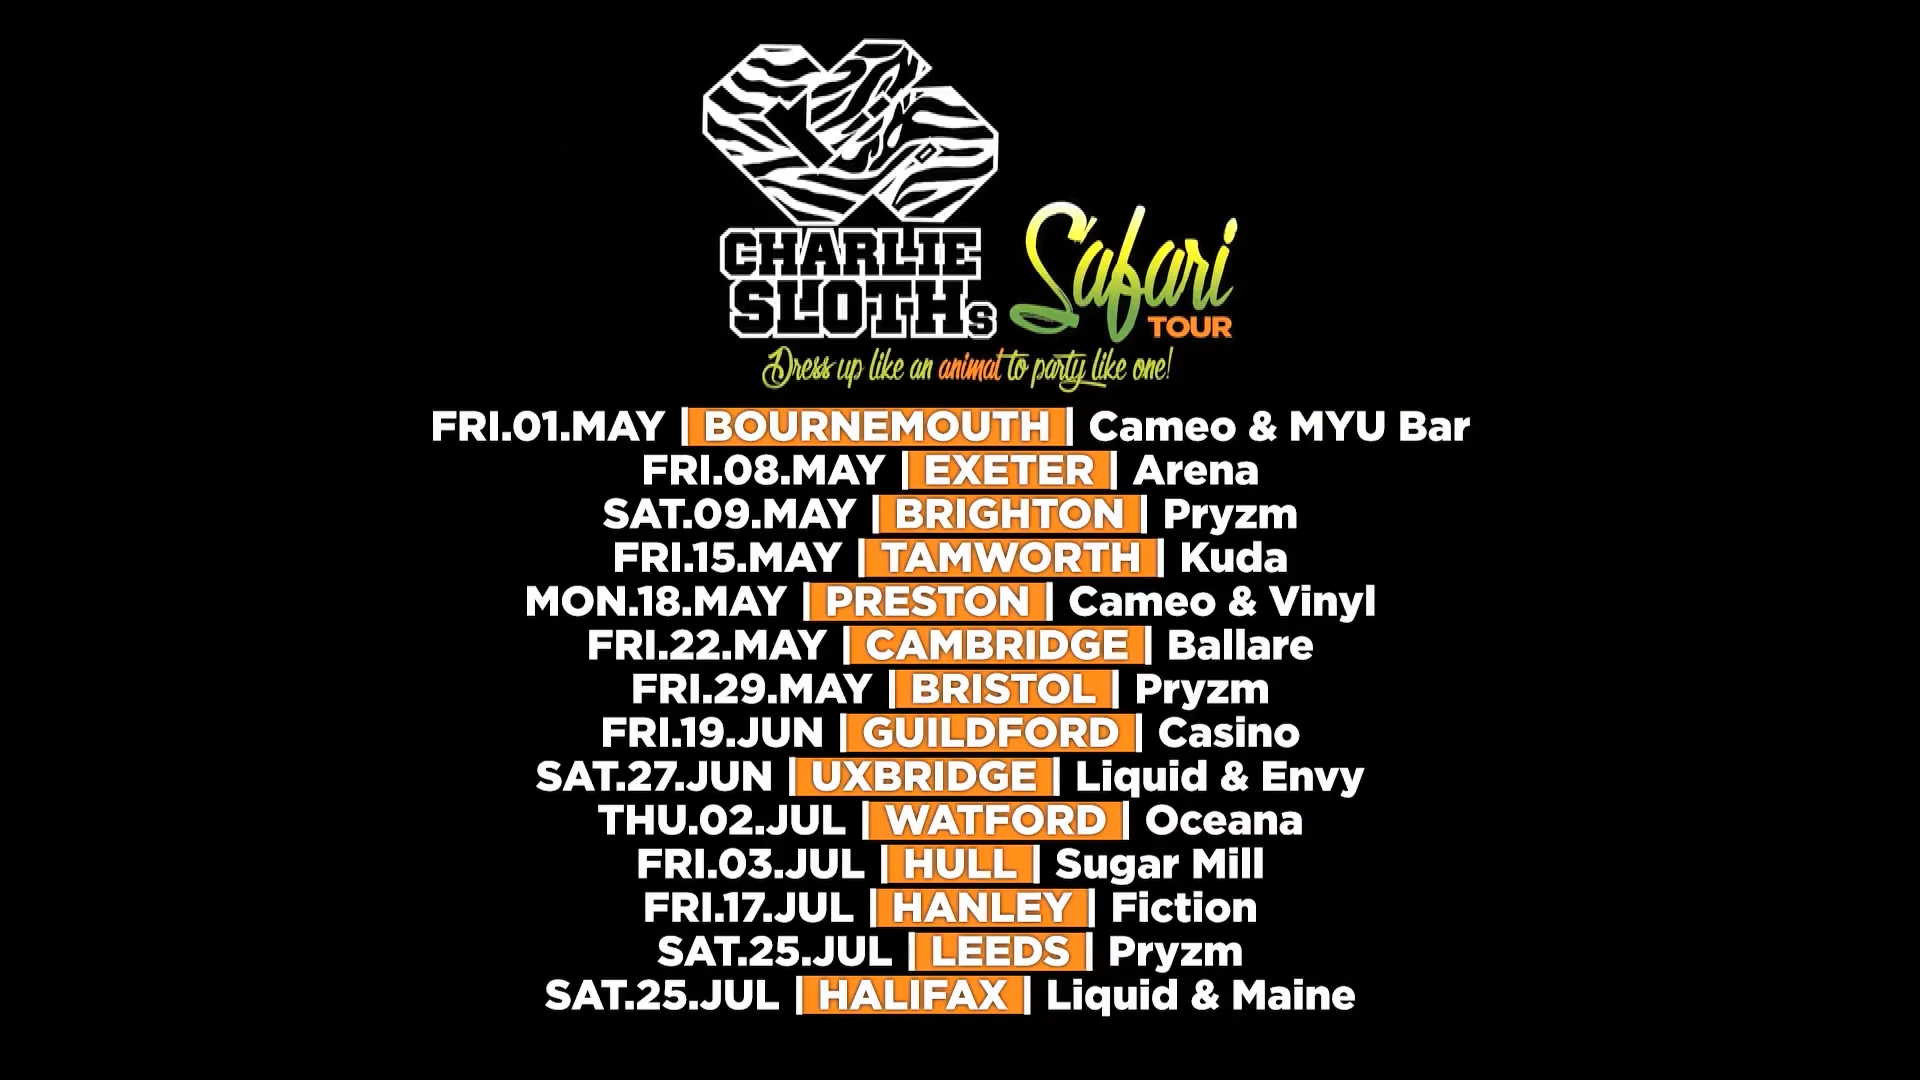 CHARLIE
SLOTHs
Safari
TOUR
Dress up like an animal to party like one!
FRI.01.MAY | BOURNEMOUTH | Cameo & MYU Bar
FRI.08.MAY | EXETER | Arena
SAT.09.MAY | BRIGHTON | Pryzm
FRI.15.MAY | TAMWORTH | Kuda
MON.18.MAY | PRESTON | Cameo & Vinyl
FRI.22.MAY | CAMBRIDGE | Ballare
FRI.29.MAY | BRISTOL | Pryzm
FRI.19.JUN | GUILDFORD | Casino
SAT.27.JUN | UXBRIDGE | Liquid & Envy
THU.02.JUL | WATFORD | Oceana
FRI.03.JUL | HULL | Sugar Mill
FRI.17.JUL | HANLEY | Fiction
SAT.25.JUL | LEEDS | Pryzm
SAT.25.JUL | HALIFAX | Liquid & Maine